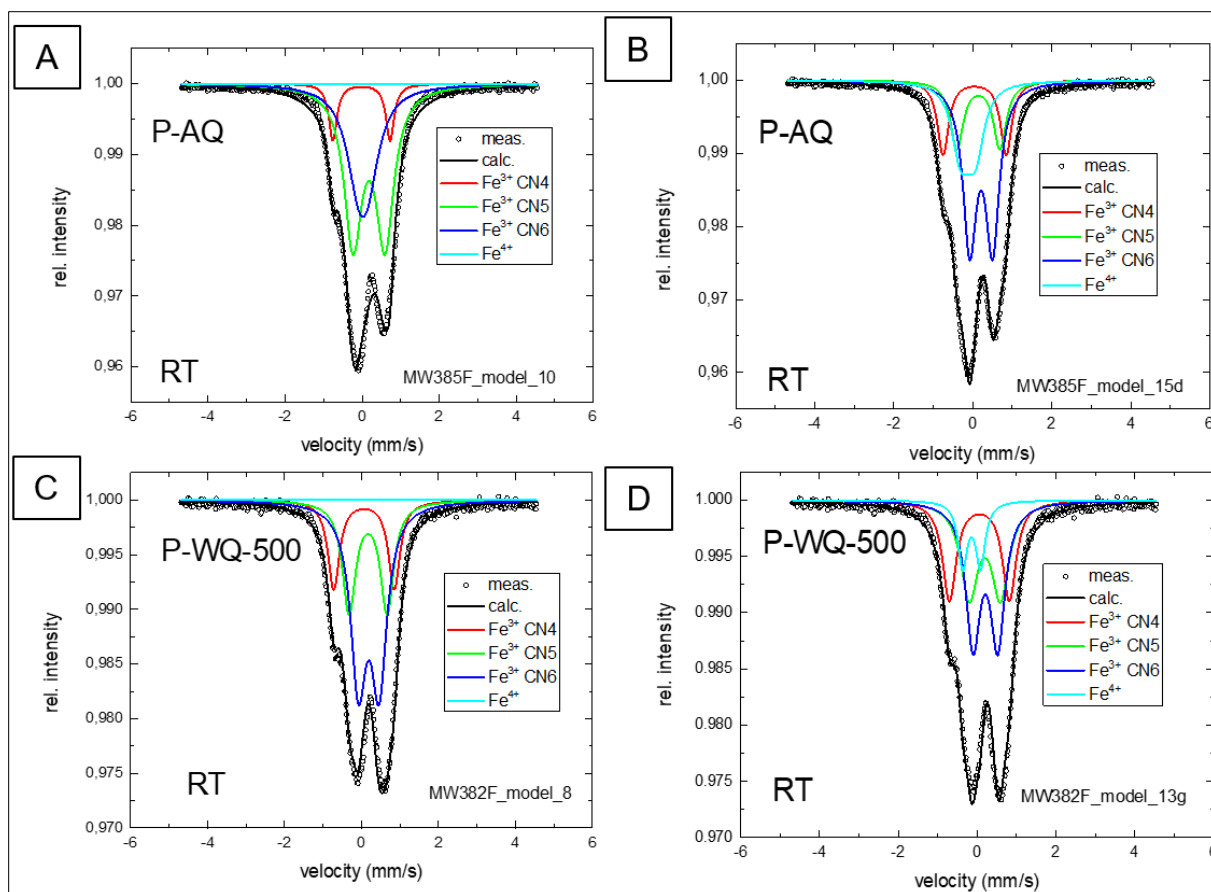 A
P-AQ
RT
rel. intensity
1,00
0,99
0,98
0,97
0,96
meas.
calc.
Fe³⁺ CN4
Fe³⁺ CN5
Fe³⁺ CN6
Fe⁴⁺
MW385F_model_10
-6 -4 -2 0 2 4 6
velocity (mm/s)
B
P-AQ
RT
rel. intensity
1,00
0,99
0,98
0,97
0,96
meas.
calc.
Fe³⁺ CN4
Fe³⁺ CN5
Fe³⁺ CN6
Fe⁴⁺
MW385F_model_15d
-6 -4 -2 0 2 4 6
velocity (mm/s)
C
P-WQ-500
RT
rel. intensity
1,000
0,995
0,990
0,985
0,980
0,975
0,970
meas.
calc.
Fe³⁺ CN4
Fe³⁺ CN5
Fe³⁺ CN6
Fe⁴⁺
MW382F_model_8
-6 -4 -2 0 2 4 6
velocity (mm/s)
D
P-WQ-500
RT
rel. intensity
1,000
0,995
0,990
0,985
0,980
0,975
0,970
meas.
calc.
Fe³⁺ CN4
Fe³⁺ CN5
Fe³⁺ CN6
Fe⁴⁺
MW382F_model_13g
-6 -4 -2 0 2 4 6
velocity (mm/s)